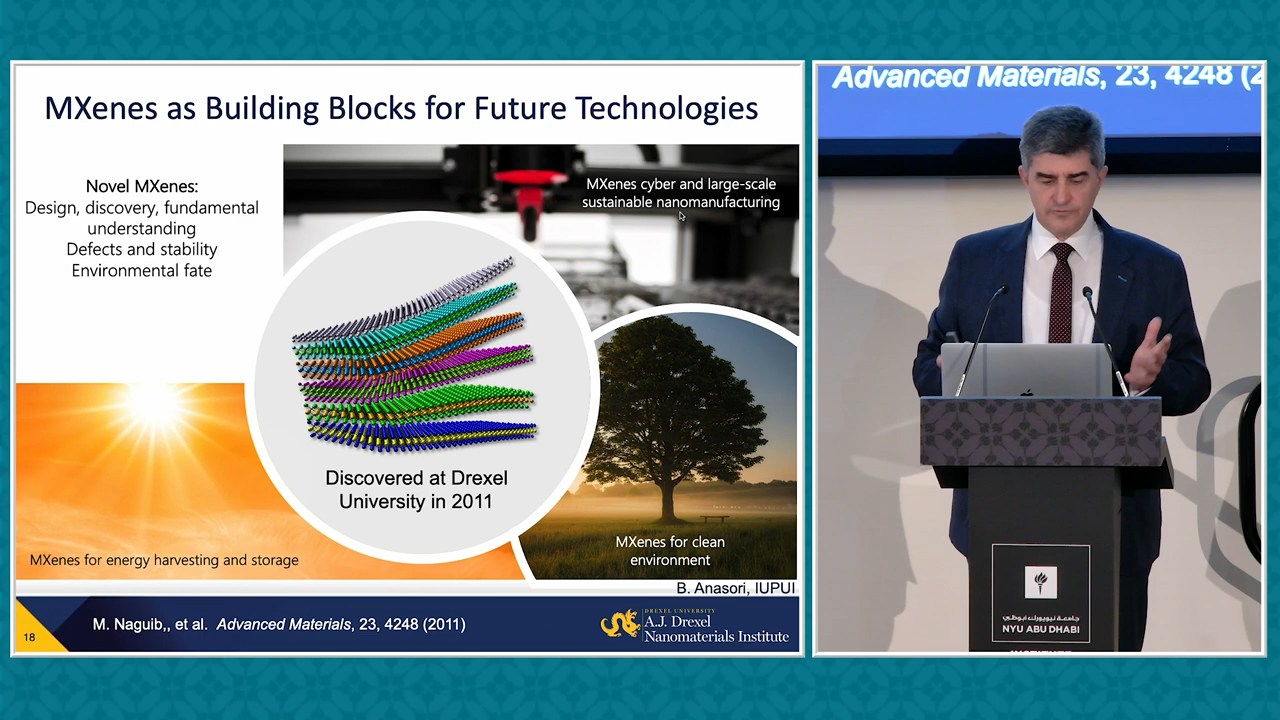 MXenes as Building Blocks for Future Technologies
Novel MXenes:
Design, discovery, fundamental
understanding
Defects and stability
Environmental fate
MXenes cyber and large-scale
sustainable nanomanufacturing
Discovered at Drexel
University in 2011
MXenes for energy harvesting and storage
MXenes for clean
environment
B. Anasori, IUPUI
18
M. Naguib,, et al. Advanced Materials, 23, 4248 (2011)
DREXEL UNIVERSITY
A.J. Drexel
Nanomaterials Institute
Advanced Materials, 23, 4248 (2
جامعة نيويورك أبوظبي
NYU ABU DHABI